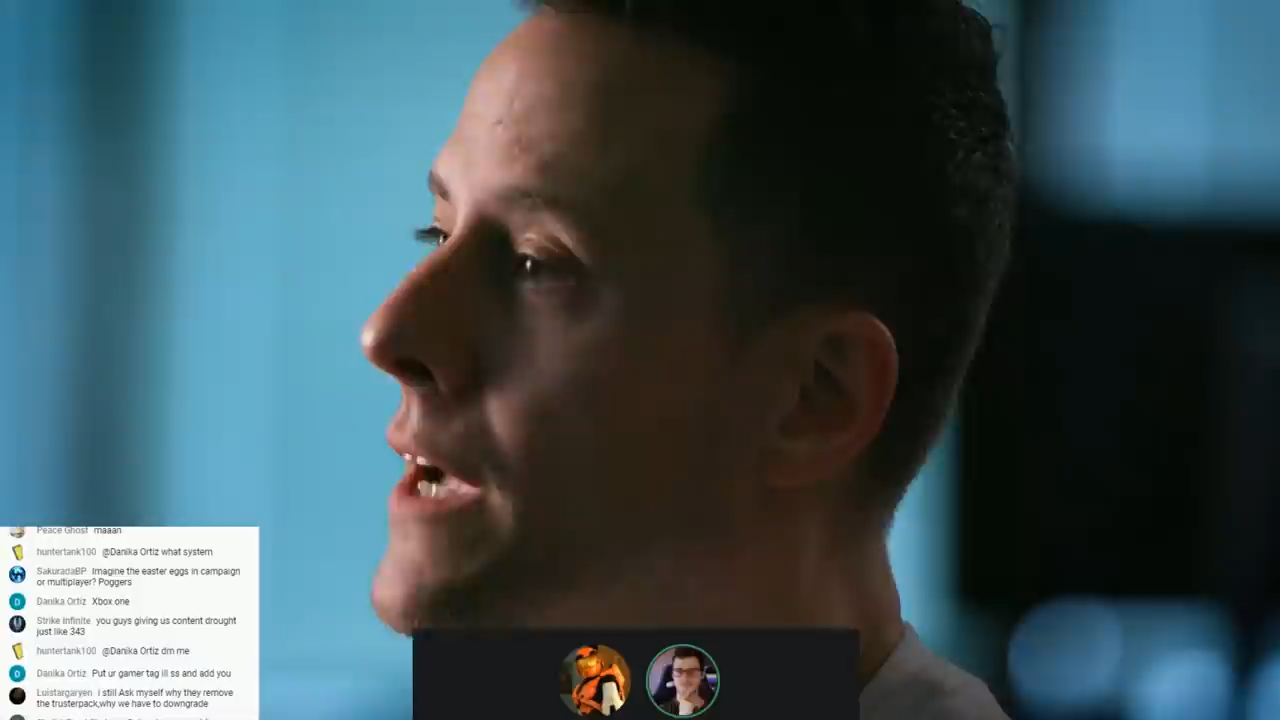 Peace Ghost maaan
huntertank100 @Danika Ortiz what system
SakuradaBP Imagine the easter eggs in campaign
or multiplayer? Poggers
D Danika Ortiz Xbox one
Strike Infinite you guys giving us content drought
just like 343
huntertank100 @Danika Ortiz dm me
D Danika Ortiz Put ur gamer tag ill ss and add you
Luistargaryen i still Ask myself why they remove
the trusterpack,why we have to downgrade